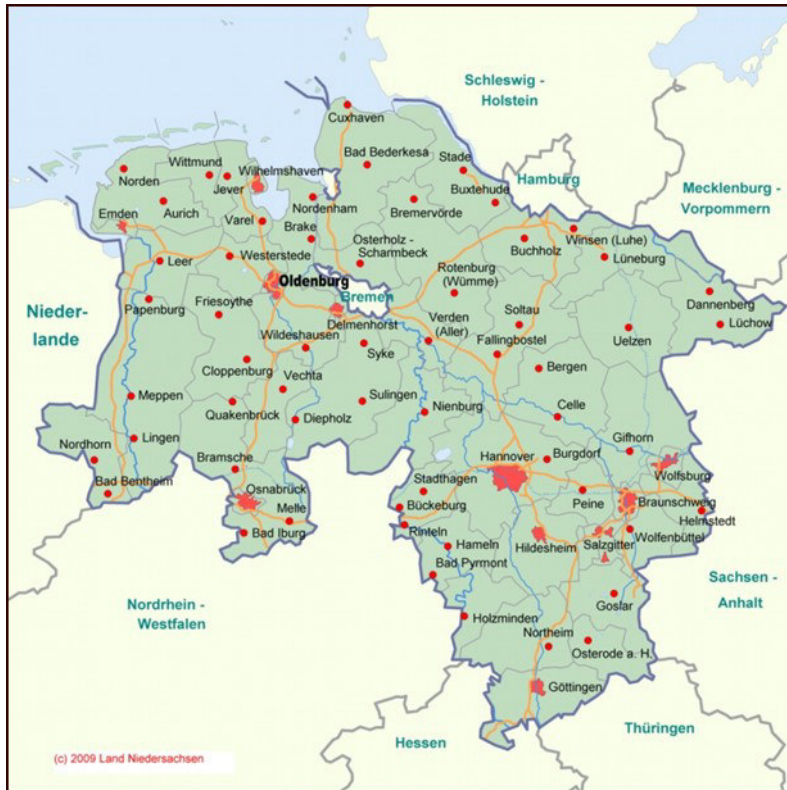 Schleswig -
Holstein
Cuxhaven
Bad Bederkesa
Stade
Hamburg
Mecklenburg -
Vorpommern
Wittmund
Wilhelmshaven
Norden
Jever
Buxtehude
Emden
Aurich
Nordenham
Bremervörde
Varel
Brake
Osterholz -
Scharmbeck
Buchholz
Winsen (Luhe)
Lüneburg
Leer
Westerstede
Oldenburg
Rotenburg
(Wümme)
Bremen
Dannenberg
Nieder-
lande
Papenburg
Friesoythe
Delmenhorst
Verden
(Aller)
Soltau
Lüchow
Wildeshausen
Syke
Fallingbostel
Uelzen
Cloppenburg
Bergen
Vechta
Meppen
Sulingen
Quakenbrück
Diepholz
Nienburg
Celle
Nordhorn
Lingen
Gifhorn
Bramsche
Hannover
Burgdorf
Wolfsburg
Bad Bentheim
Osnabrück
Stadthagen
Peine
Braunschweig
Melle
Bückeburg
Helmstedt
Bad Iburg
Rinteln
Hildesheim
Salzgitter
Wolfenbüttel
Hameln
Bad Pyrmont
Sachsen -
Anhalt
Nordrhein -
Westfalen
Goslar
Holzminden
Northeim
Osterode a. H.
Göttingen
Hessen
Thüringen
(c) 2009 Land Niedersachsen